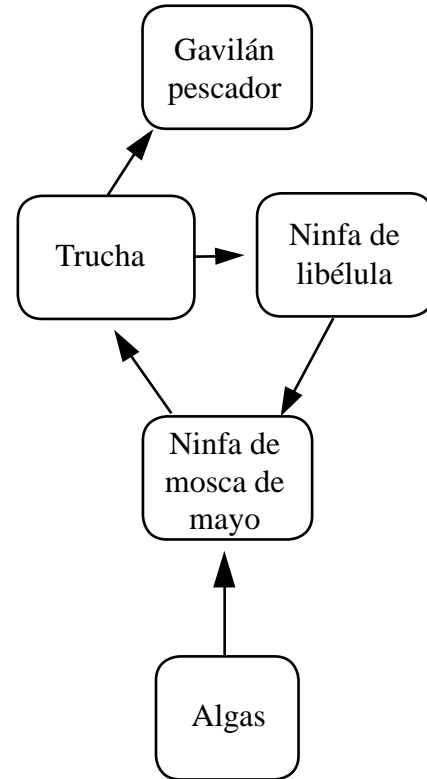 Gavilán
pescador
Trucha
Ninfa de
libélula
Ninfa de
mosca de
mayo
Algas